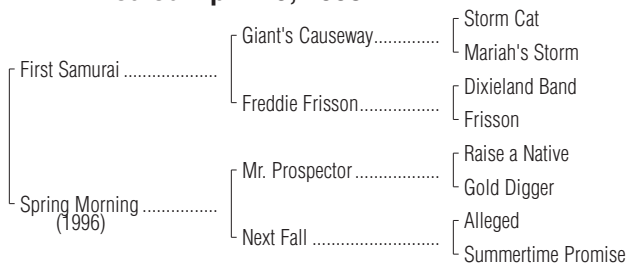 Storm Cat
Giant's Causeway..............
Mariah's Storm
First Samurai ....................
Dixieland Band
Freddie Frisson.................
Frisson
Raise a Native
Mr. Prospector ..................
Gold Digger
Spring Morning ................
(1996)
Alleged
Next Fall ...........................
Summertime Promise